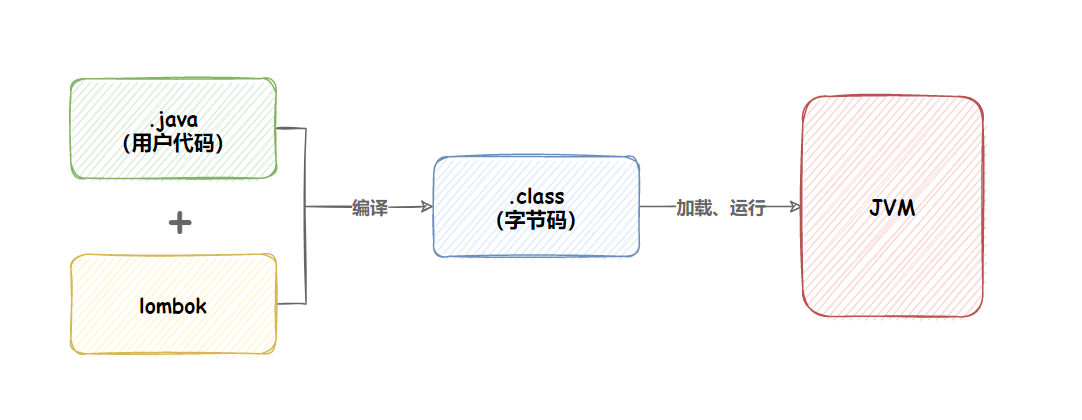 .java
（用户代码）
+
lombok
编译
.class
（字节码）
加载、运行
JVM